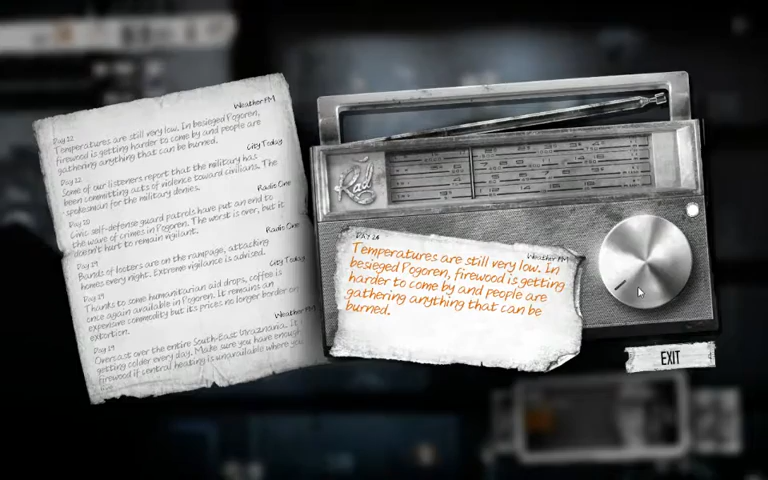 Weather FM
Day 22
Temperatures are still very low. In besieged Pogoren,
firewood is getting harder to come by and people are
gathering anything that can be burned.
City Today
Day 22
Some of our listeners report that the military has
been committing acts of violence toward civilians. The
spokesman for the military denies.
Radio One
Day 20
Civic self-defense guard patrols have put an end to
the wave of crimes in Pogoren. The worst is over, but it
doesn't hurt to remain vigilant.
Radio One
Day 19
Bands of looters are on the rampage, attacking
homes every night. Extreme vigilance is advised.
City Today
Day 19
Thanks to some humanitarian aid drops, coffee is
once again available in Pogoren. It remains an
expensive commodity but its prices no longer border on
extortion.
Weather FM
Day 19
Overcast over the entire South-East Graznavia. It
getting colder every day. Make sure you have enough
firewood if central heating is unavailable where you
Rad
DAY 24
Weather FM
Temperatures are still very low. In
besieged Pogoren, firewood is getting
harder to come by and people are
gathering anything that can be
burned.
EXIT